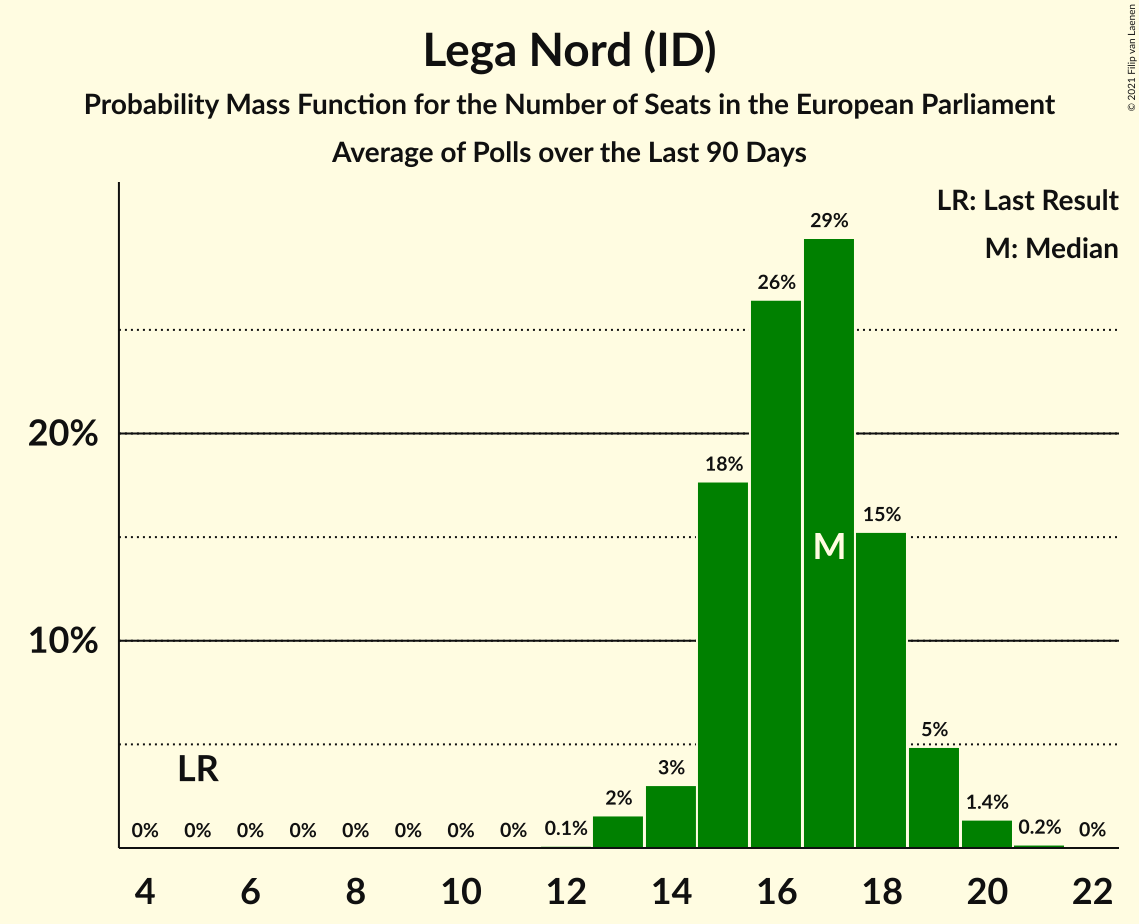 Lega Nord (ID)
Probability Mass Function for the Number of Seats in the European Parliament
Average of Polls over the Last 90 Days
© 2021 Filip van Laenen
LR: Last Result
M: Median
29%
26%
20%
18%
15%
M
10%
5%
LR
3%
2%
1.4%
0% 0% 0% 0% 0% 0% 0% 0% 0.1% 0.2% 0%
4 6 8 10 12 14 16 18 20 22